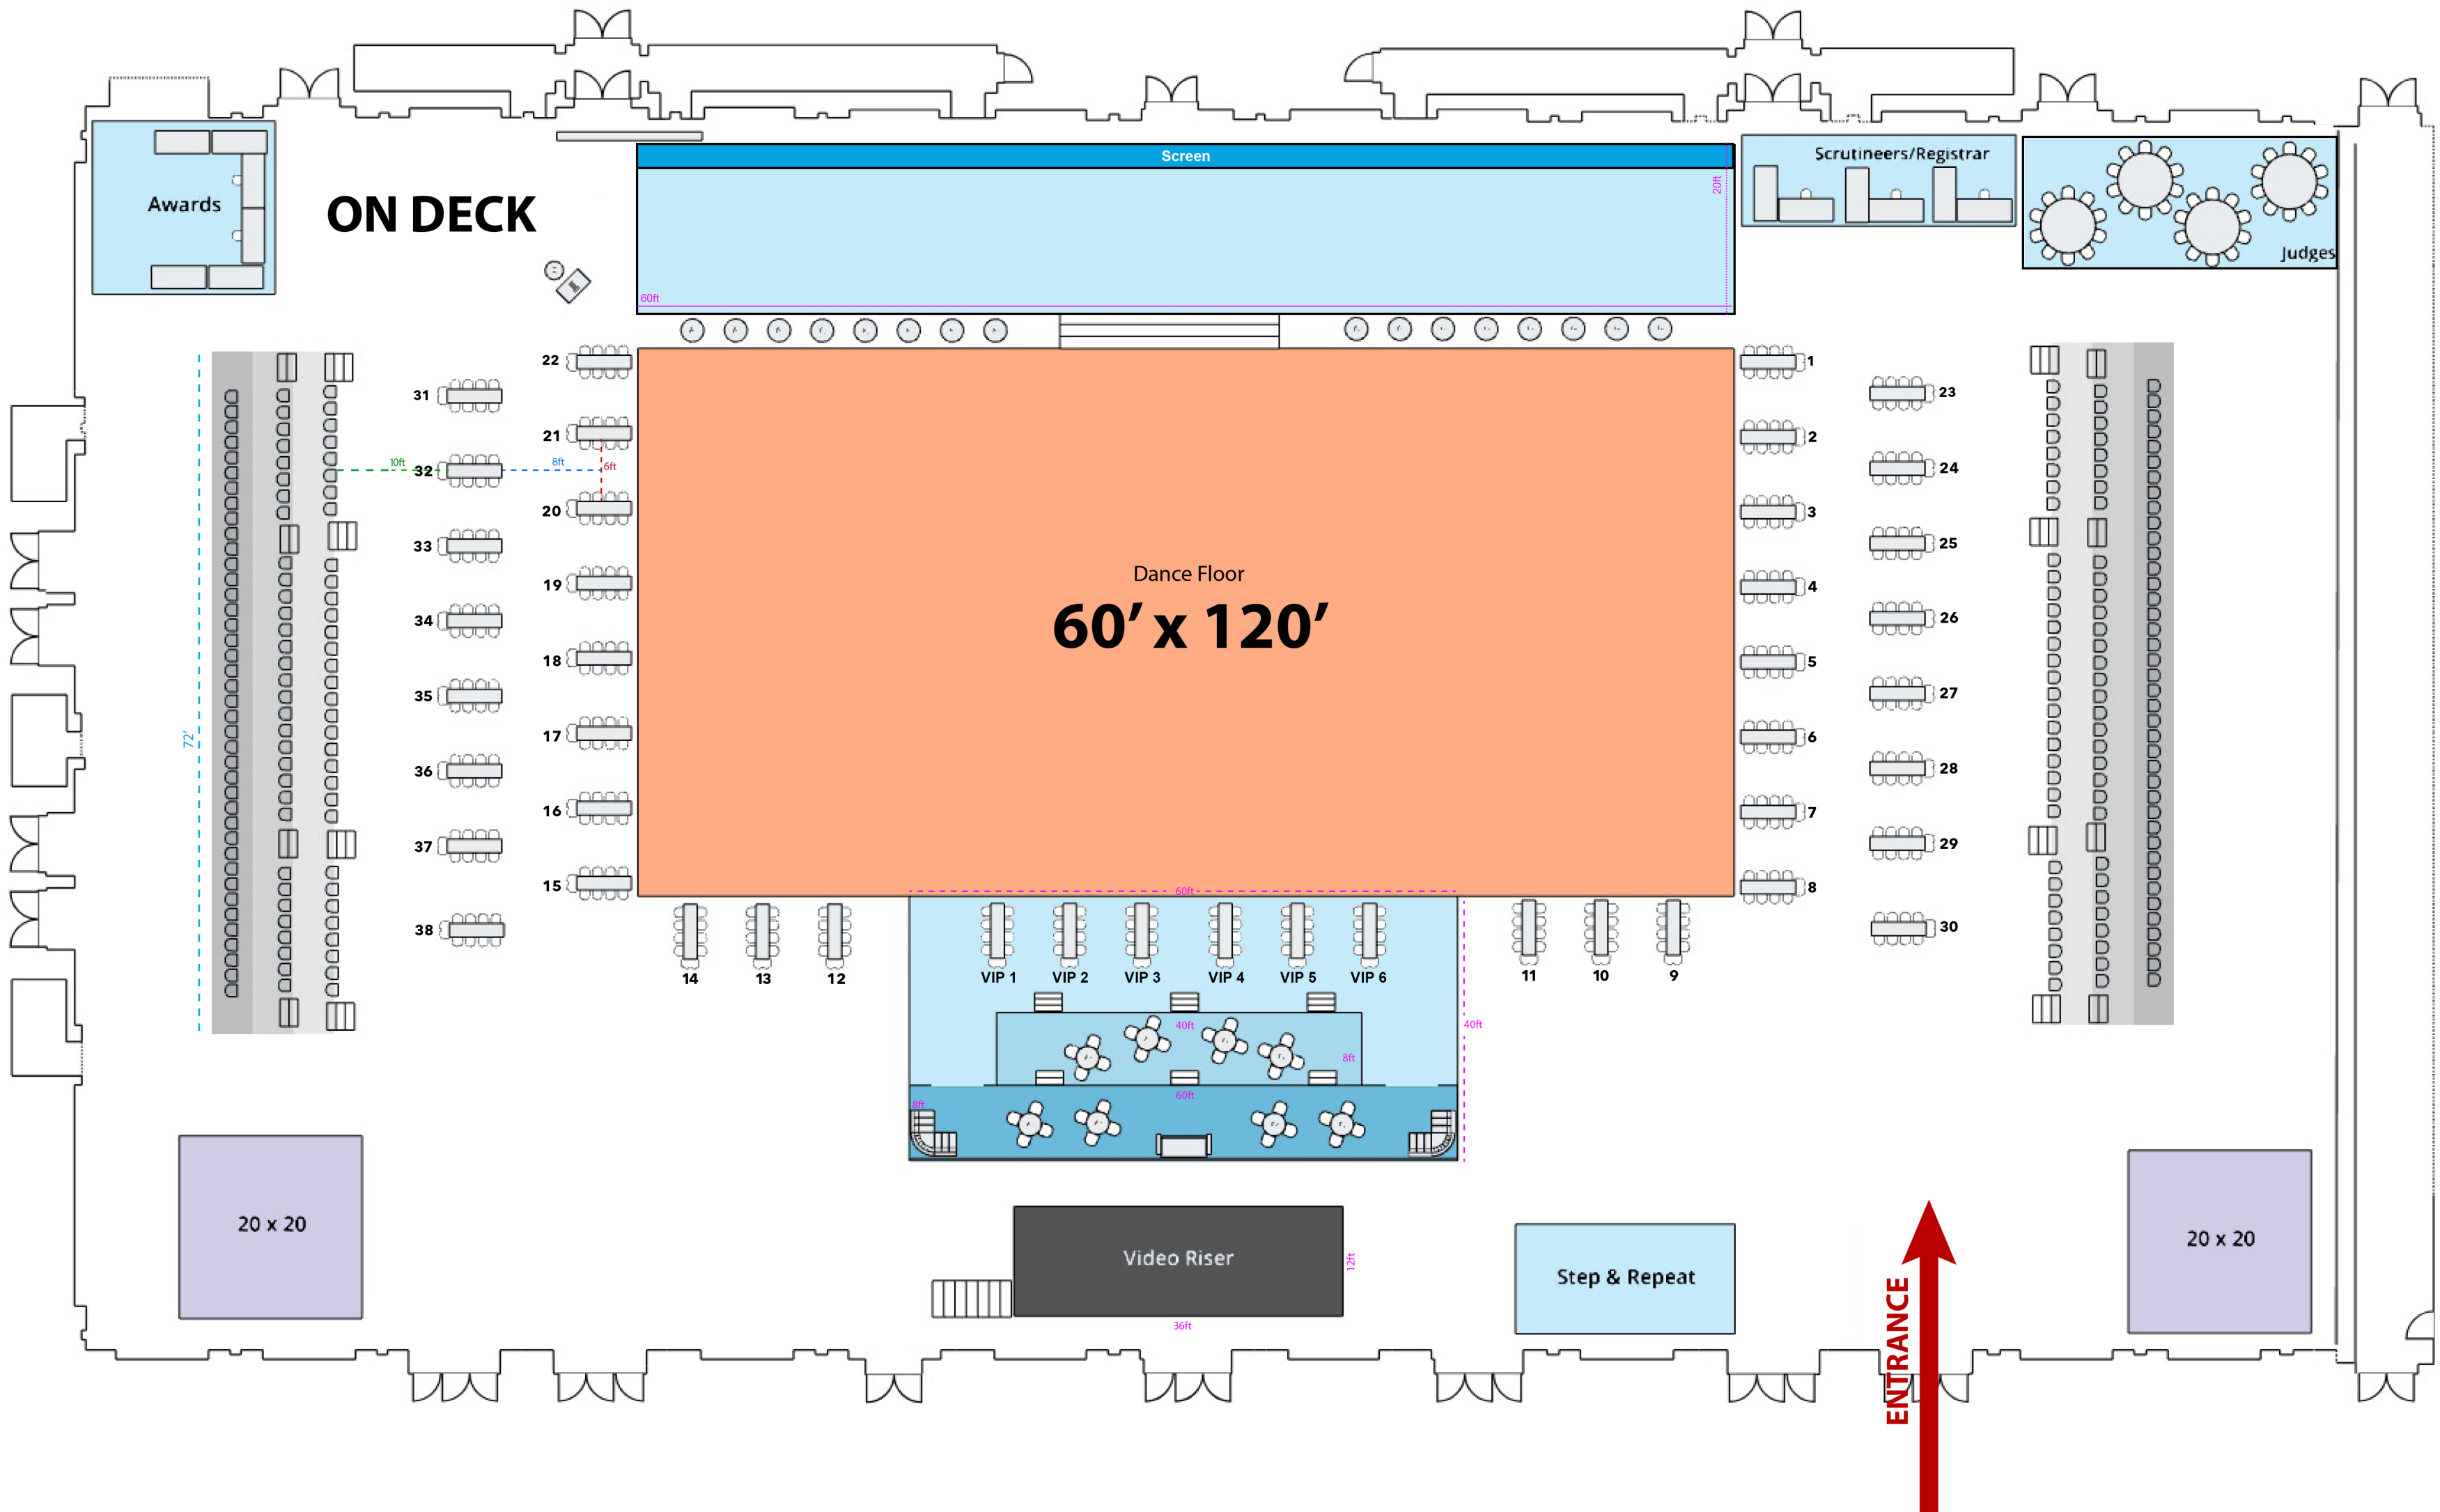 Screen
20ft
60ft
Awards
ON DECK
Scrutineers/Registrar
Judges
22
1
31
23
21
2
10ft
32
8ft
6ft
24
20
3
33
25
19
4
34
26
18
5
35
27
17
6
72'
36
28
16
7
37
29
15
8
38
30
Dance Floor
60’ x 120’
60ft
14
13
12
VIP 1
VIP 2
VIP 3
VIP 4
VIP 5
VIP 6
11
10
9
40ft
40ft
8ft
60ft
8ft
20 x 20
Video Riser
12ft
36ft
Step & Repeat
ENTRANCE
20 x 20